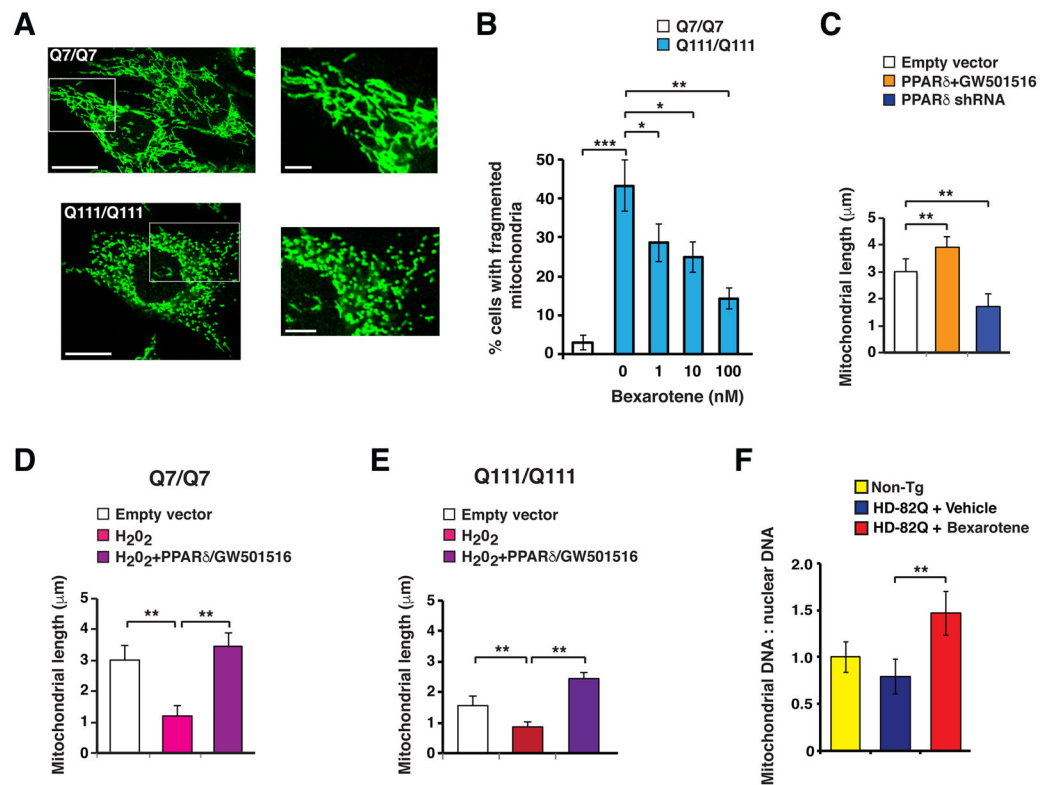 A
Q7/Q7
Q111/Q111
B
Q7/Q7
Q111/Q111
**
*
*
***
% cells with fragmented
mitochondria
50
40
30
20
10
0
0 1 10 100
Bexarotene (nM)
C
Empty vector
PPARδ+GW501516
PPARδ shRNA
**
**
Mitochondrial length (μm)
5
4
3
2
1
0
D
Q7/Q7
Empty vector
H2O2
H2O2+PPARδ/GW501516
** **
Mitochondrial length (μm)
5
4
3
2
1
0
E
Q111/Q111
Empty vector
H2O2
H2O2+PPARδ/GW501516
** **
Mitochondrial length (μm)
5
4
3
2
1
0
F
Non-Tg
HD-82Q + Vehicle
HD-82Q + Bexarotene
**
Mitochondrial DNA : nuclear DNA
2.0
1.5
1.0
0.5
0